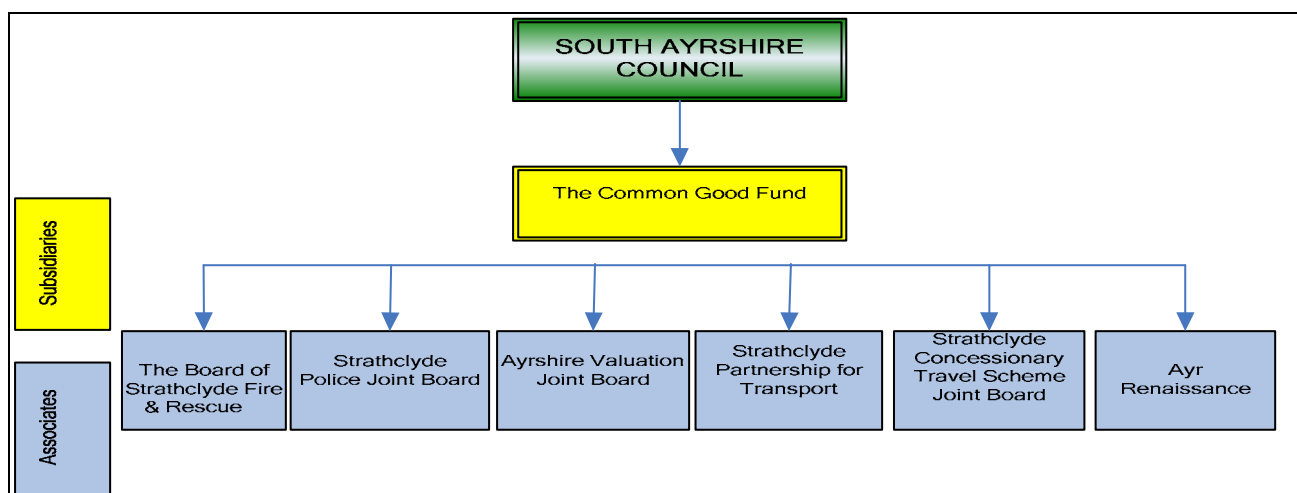 SOUTH AYRSHIRE
COUNCIL
The Common Good Fund
Subsidiaries
The Board of
Strathclyde Fire
& Rescue
Strathclyde
Police Joint Board
Ayrshire Valuation
Joint Board
Strathclyde
Partnership for
Transport
Strathclyde
Concessionary
Travel Scheme
Joint Board
Ayr
Renaissance
Associates